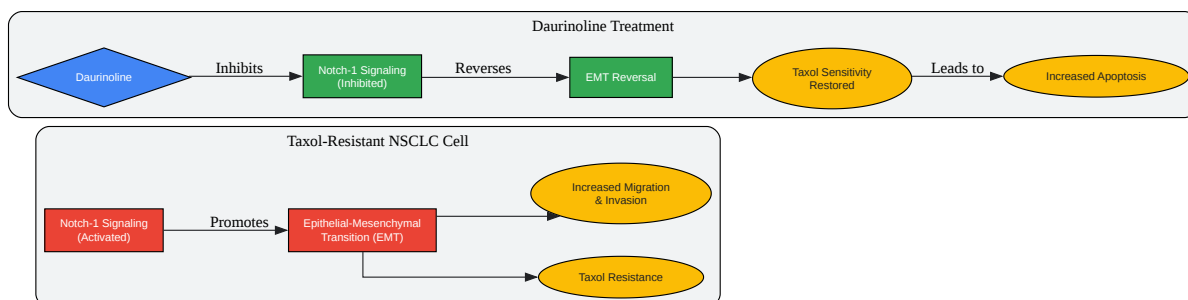 Daurinoline Treatment
Daurinoline
Inhibits
Notch-1 Signaling
(Inhibited)
Reverses
EMT Reversal
Taxol Sensitivity
Restored
Leads to
Increased Apoptosis
Taxol-Resistant NSCLC Cell
Notch-1 Signaling
(Activated)
Promotes
Epithelial-Mesenchymal
Transition (EMT)
Increased Migration
& Invasion
Taxol Resistance